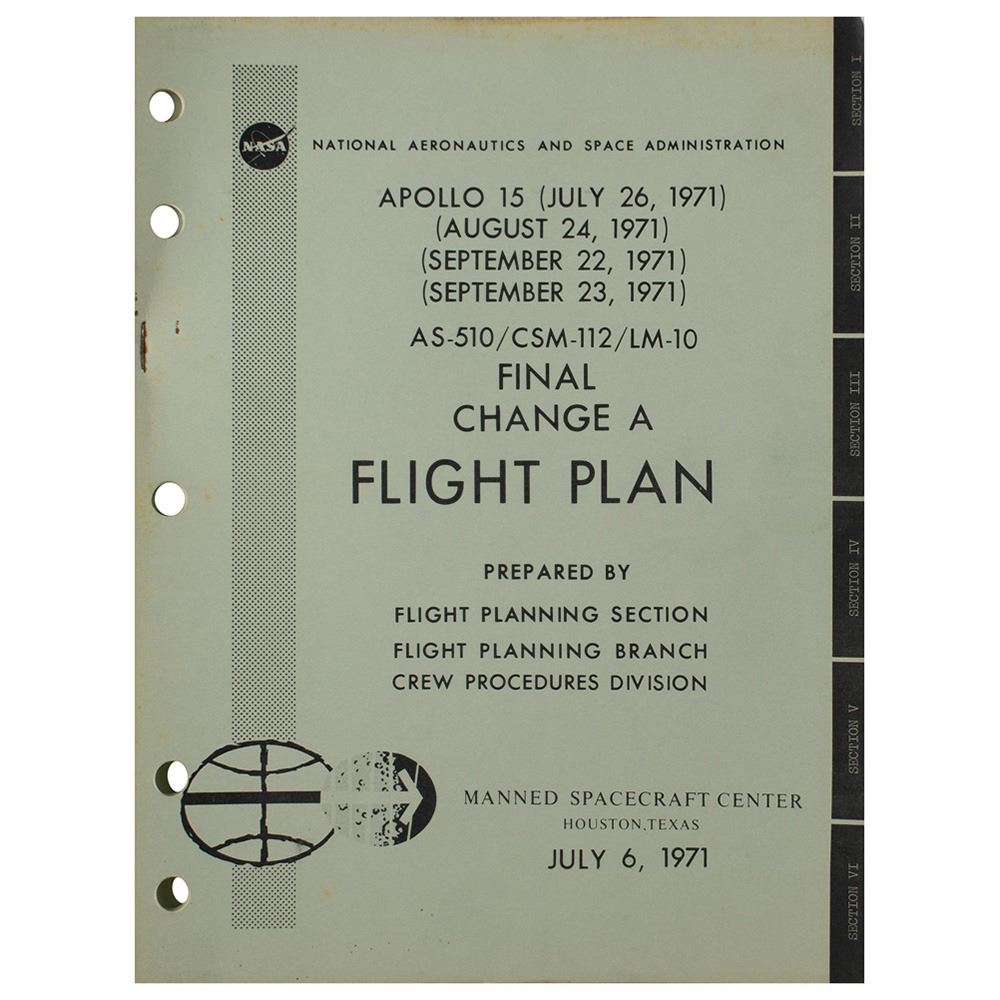 NASA
NATIONAL AERONAUTICS AND SPACE ADMINISTRATION
APOLLO 15 (JULY 26, 1971)
(AUGUST 24, 1971)
(SEPTEMBER 22, 1971)
(SEPTEMBER 23, 1971)
AS-510/CSM-112/LM-10
FINAL
CHANGE A
FLIGHT PLAN
PREPARED BY
FLIGHT PLANNING SECTION
FLIGHT PLANNING BRANCH
CREW PROCEDURES DIVISION
MANNED SPACECRAFT CENTER
HOUSTON,TEXAS
JULY 6, 1971
SECTION I
SECTION II
SECTION III
SECTION IV
SECTION V
SECTION VI